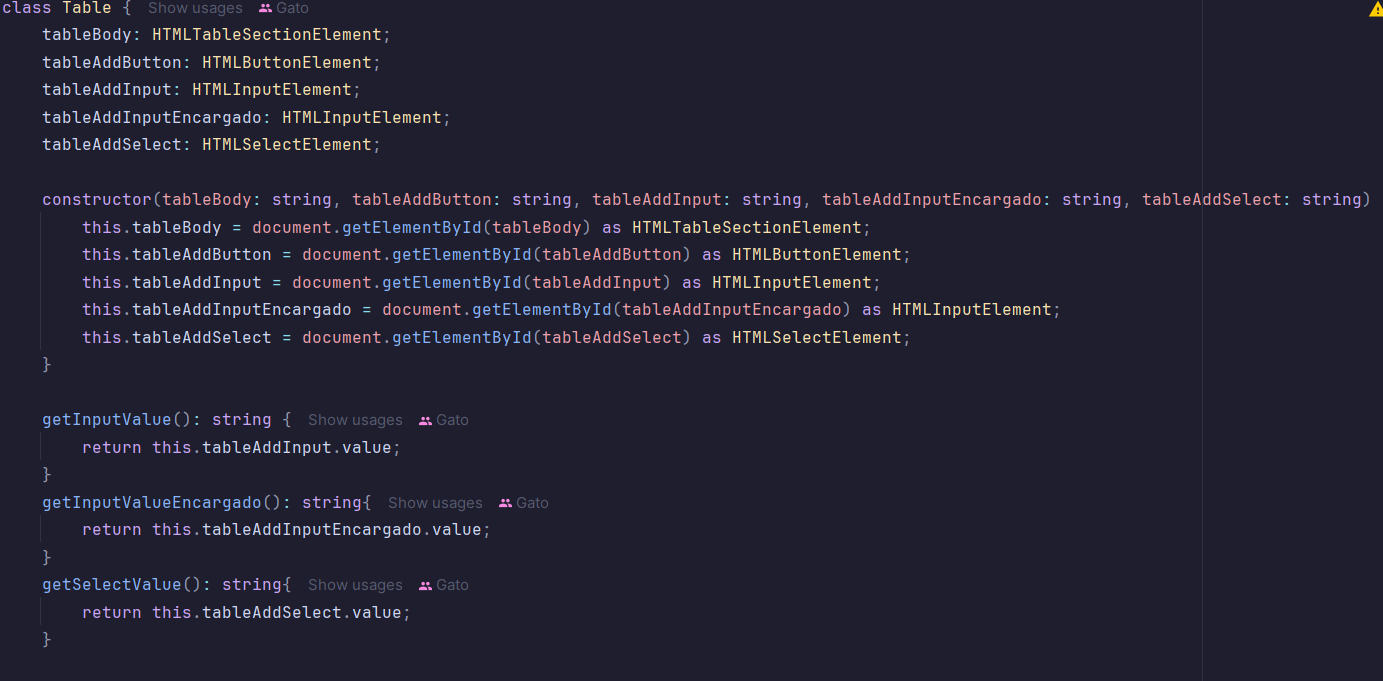 class Table {  Show usages  Gato
    tableBody: HTMLTableSectionElement;
    tableAddButton: HTMLButtonElement;
    tableAddInput: HTMLInputElement;
    tableAddInputEncargado: HTMLInputElement;
    tableAddSelect: HTMLSelectElement;

    constructor(tableBody: string, tableAddButton: string, tableAddInput: string, tableAddInputEncargado: string, tableAddSelect: string)
        this.tableBody = document.getElementById(tableBody) as HTMLTableSectionElement;
        this.tableAddButton = document.getElementById(tableAddButton) as HTMLButtonElement;
        this.tableAddInput = document.getElementById(tableAddInput) as HTMLInputElement;
        this.tableAddInputEncargado = document.getElementById(tableAddInputEncargado) as HTMLInputElement;
        this.tableAddSelect = document.getElementById(tableAddSelect) as HTMLSelectElement;
    }

    getInputValue(): string {  Show usages  Gato
        return this.tableAddInput.value;
    }
    getInputValueEncargado(): string{  Show usages  Gato
        return this.tableAddInputEncargado.value;
    }
    getSelectValue(): string{  Show usages  Gato
        return this.tableAddSelect.value;
    }